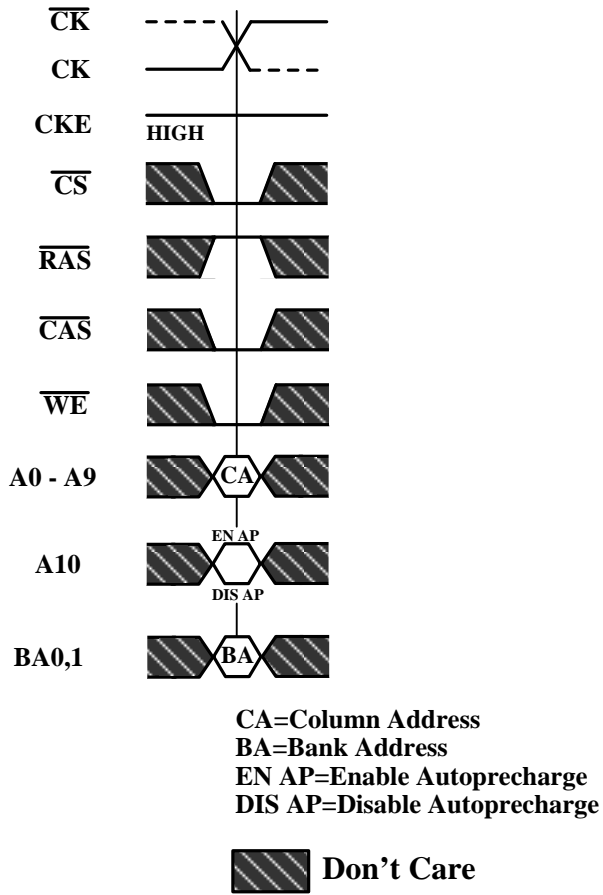 CK
CK
CKE
HIGH
CS
RAS
CAS
WE
A0 - A9
CA
EN AP
A10
DIS AP
BA0,1
BA
CA=Column Address
BA=Bank Address
EN AP=Enable Autoprecharge
DIS AP=Disable Autoprecharge
Don't Care